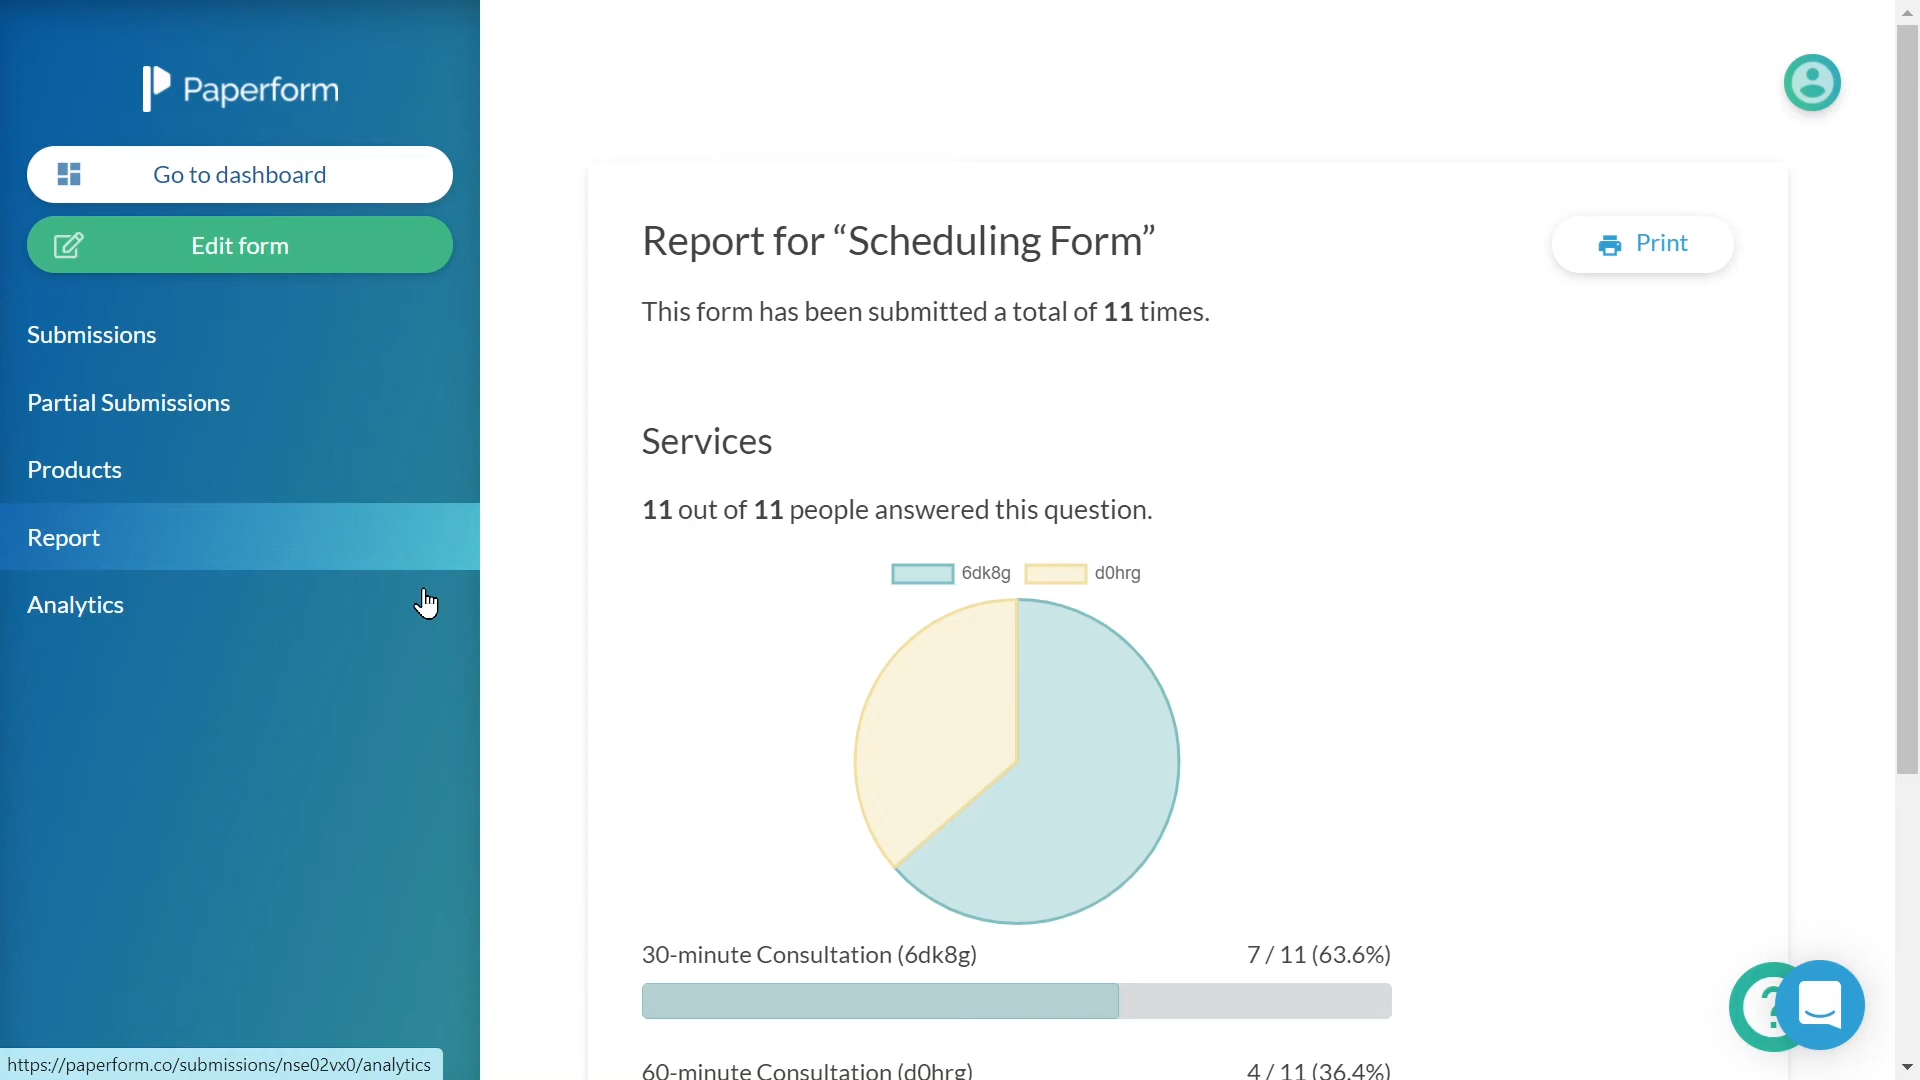 Paperform
Go to dashboard
Edit form
Submissions
Partial Submissions
Products
Report
Analytics
https://paperform.co/submissions/nse02vx0/analytics
Report for “Scheduling Form”
Print
This form has been submitted a total of 11 times.
Services
11 out of 11 people answered this question.
6dk8g d0hrg
30-minute Consultation (6dk8g) 7 / 11 (63.6%)
60-minute Consultation (d0hrg) 4 / 11 (36.4%)
?